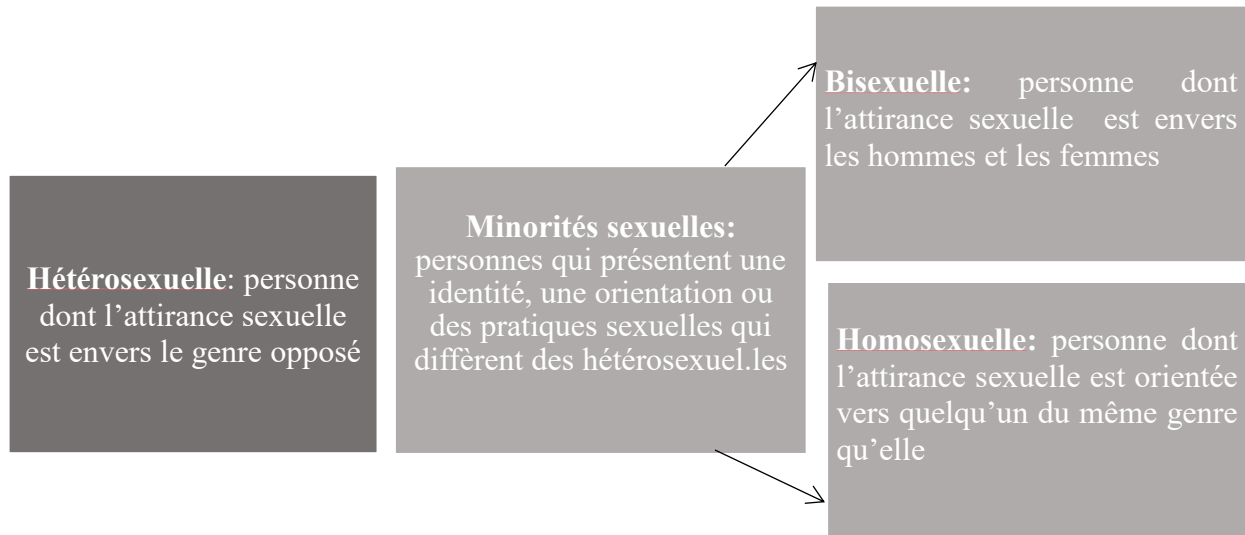 Hétérosexuelle: personne
dont l’attirance sexuelle
est envers le genre opposé
Minorités sexuelles:
personnes qui présentent une
identité, une orientation ou
des pratiques sexuelles qui
diffèrent des hétérosexuel.les
Bisexuelle: personne dont
l’attirance sexuelle est envers
les hommes et les femmes
Homosexuelle: personne dont
l’attirance sexuelle est orientée
vers quelqu’un du même genre
qu’elle